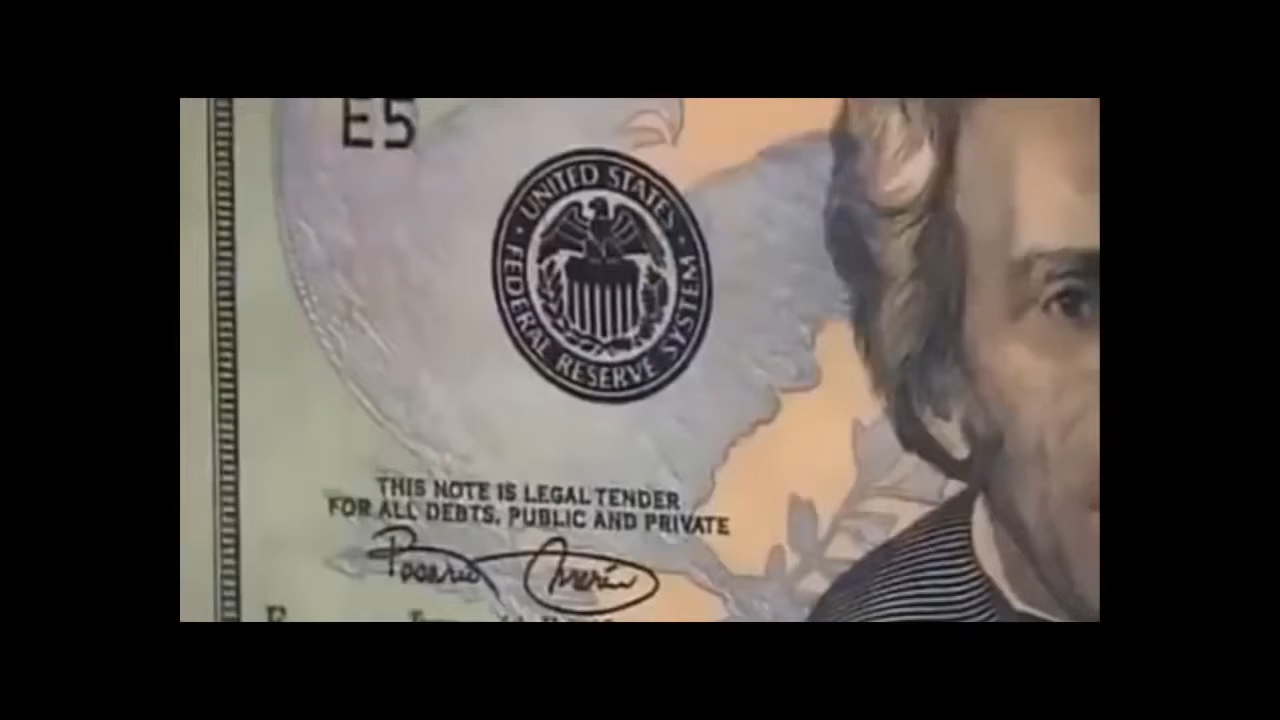 E5
UNITED STATES
FEDERAL RESERVE SYSTEM
THIS NOTE IS LEGAL TENDER
FOR ALL DEBTS, PUBLIC AND PRIVATE